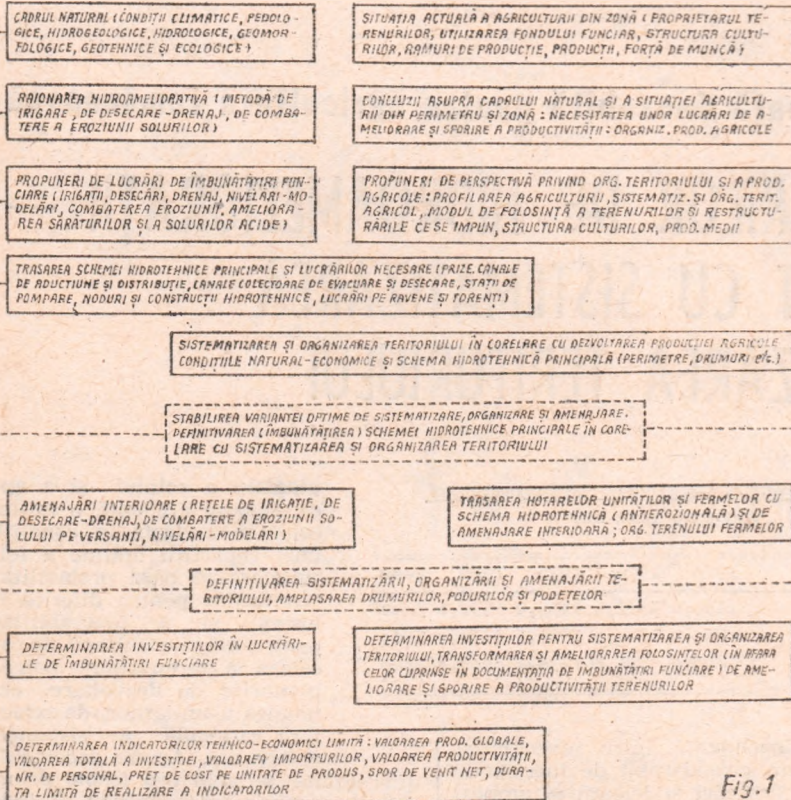 CADRUL NATURAL (CONDIȚII CLIMATICE, PEDOLO-
GICE, HIDROGEOLOGICE, HIDROLOGICE, GEOMOR-
FOLOGICE, GEOTEHNICE ȘI ECOLOGICE)
SITUAȚIA ACTUALĂ A AGRICULTURII DIN ZONĂ (PROPRIETARUL TE-
RENURILOR, UTILIZAREA FONDULUI FUNCIAR, STRUCTURA CULTU-
RILOR, RAMURI DE PRODUCȚIE, PRODUCȚII, FORȚĂ DE MUNCĂ)
RAIONAREA HIDROAMELIORATIVĂ (METODA DE
IRIGARE, DE DESECARE-DRENAJ, DE COMBA-
TERE A EROZIUNII SOLURILOR)
CONCLUZII ASUPRA CADRULUI NATURAL ȘI A SITUAȚIEI AGRICULTU-
RII DIN PERIMETRU ȘI ZONĂ: NECESITATEA UNOR LUCRĂRI DE A-
MELIORARE ȘI SPORIRE A PRODUCTIVITĂȚII: ORGANIZ. PROD. AGRICOLE
PROPUNERI DE LUCRĂRI DE ÎMBUNĂTĂȚIRI FUN-
CIARE (IRIGAȚII, DESECĂRI, DRENAJ, NIVELĂRI-MO-
DELĂRI, COMBATEREA EROZIUNII, AMELIORA-
REA SĂRĂTURILOR ȘI A SOLURILOR ACIDE)
PROPUNERI DE PERSPECTIVĂ PRIVIND ORG. TERITORIULUI ȘI A PROD.
AGRICOLE: PROFILAREA AGRICULTURII, SISTEMATIZ. ȘI ORG. TERIT.
AGRICOL, MODUL DE FOLOSINȚĂ A TERENURILOR ȘI RESTRUCTU-
RĂRILE CE SE IMPUN, STRUCTURA CULTURILOR, PROD. MEDII
TRASAREA SCHEMEI HIDROTEHNICE PRINCIPALE ȘI LUCRĂRILOR NECESARE (PRIZE, CANALE
DE ADUCȚIUNE ȘI DISTRIBUȚIE, CANALE COLECTOARE DE EVACUARE ȘI DESECARE, STAȚII DE
POMPARE, NODURI ȘI CONSTRUCȚII HIDROTEHNICE, LUCRĂRI PE RAVENE ȘI TORENȚI)
SISTEMATIZAREA ȘI ORGANIZAREA TERITORIULUI ÎN CORELARE CU DEZVOLTAREA PRODUCȚIEI AGRICOLE
CONDIȚIILE NATURAL-ECONOMICE ȘI SCHEMA HIDROTEHNICĂ PRINCIPALĂ (PERIMETRE, DRUMURI etc.)
STABILIREA VARIANTEI OPTIME DE SISTEMATIZARE, ORGANIZARE ȘI AMENAJARE.
DEFINITIVAREA (ÎMBUNĂTĂȚIREA) SCHEMEI HIDROTEHNICE PRINCIPALE ÎN CORE-
LARE CU SISTEMATIZAREA ȘI ORGANIZAREA TERITORIULUI
AMENAJĂRI INTERIOARE (REȚELE DE IRIGAȚIE, DE
DESECARE-DRENAJ, DE COMBATERE A EROZIUNII SO-
LULUI PE VERSANȚI, NIVELĂRI-MODELĂRI)
TRASAREA HOTARELOR UNITĂȚILOR ȘI FERMELOR CU
SCHEMA HIDROTEHNICĂ (ANTIEROZIONALĂ) ȘI DE
AMENAJARE INTERIOARĂ; ORG. TERENULUI FERMELOR
DEFINITIVAREA SISTEMATIZĂRII, ORGANIZĂRII ȘI AMENAJĂRII TE-
RITORIULUI, AMPLASAREA DRUMURILOR, PODURILOR ȘI PODEȚELOR
DETERMINAREA INVESTIȚIILOR ÎN LUCRĂRI-
LE DE ÎMBUNĂTĂȚIRI FUNCIARE
DETERMINAREA INVESTIȚIILOR PENTRU SISTEMATIZAREA ȘI ORGANIZAREA
TERITORIULUI, TRANSFORMAREA ȘI AMELIORAREA FOLOSINȚELOR (ÎN AFARA
CELOR CUPRINSE ÎN DOCUMENTAȚIA DE ÎMBUNĂTĂȚIRI FUNCIARE) DE AME-
LIORARE ȘI SPORIRE A PRODUCTIVITĂȚII TERENURILOR
DETERMINAREA INDICATORILOR TEHNICO-ECONOMICI LIMITĂ: VALOAREA PROD. GLOBALE,
VALOAREA TOTALĂ A INVESTIȚIEI, VALOAREA IMPORTURILOR, VALOAREA PRODUCTIVITĂȚII,
NR. DE PERSONAL, PREȚ DE COST PE UNITATE DE PRODUS, SPOR DE VENIT NET, DURA-
TA LIMITĂ DE REALIZARE A INDICATORILOR
Fig.1